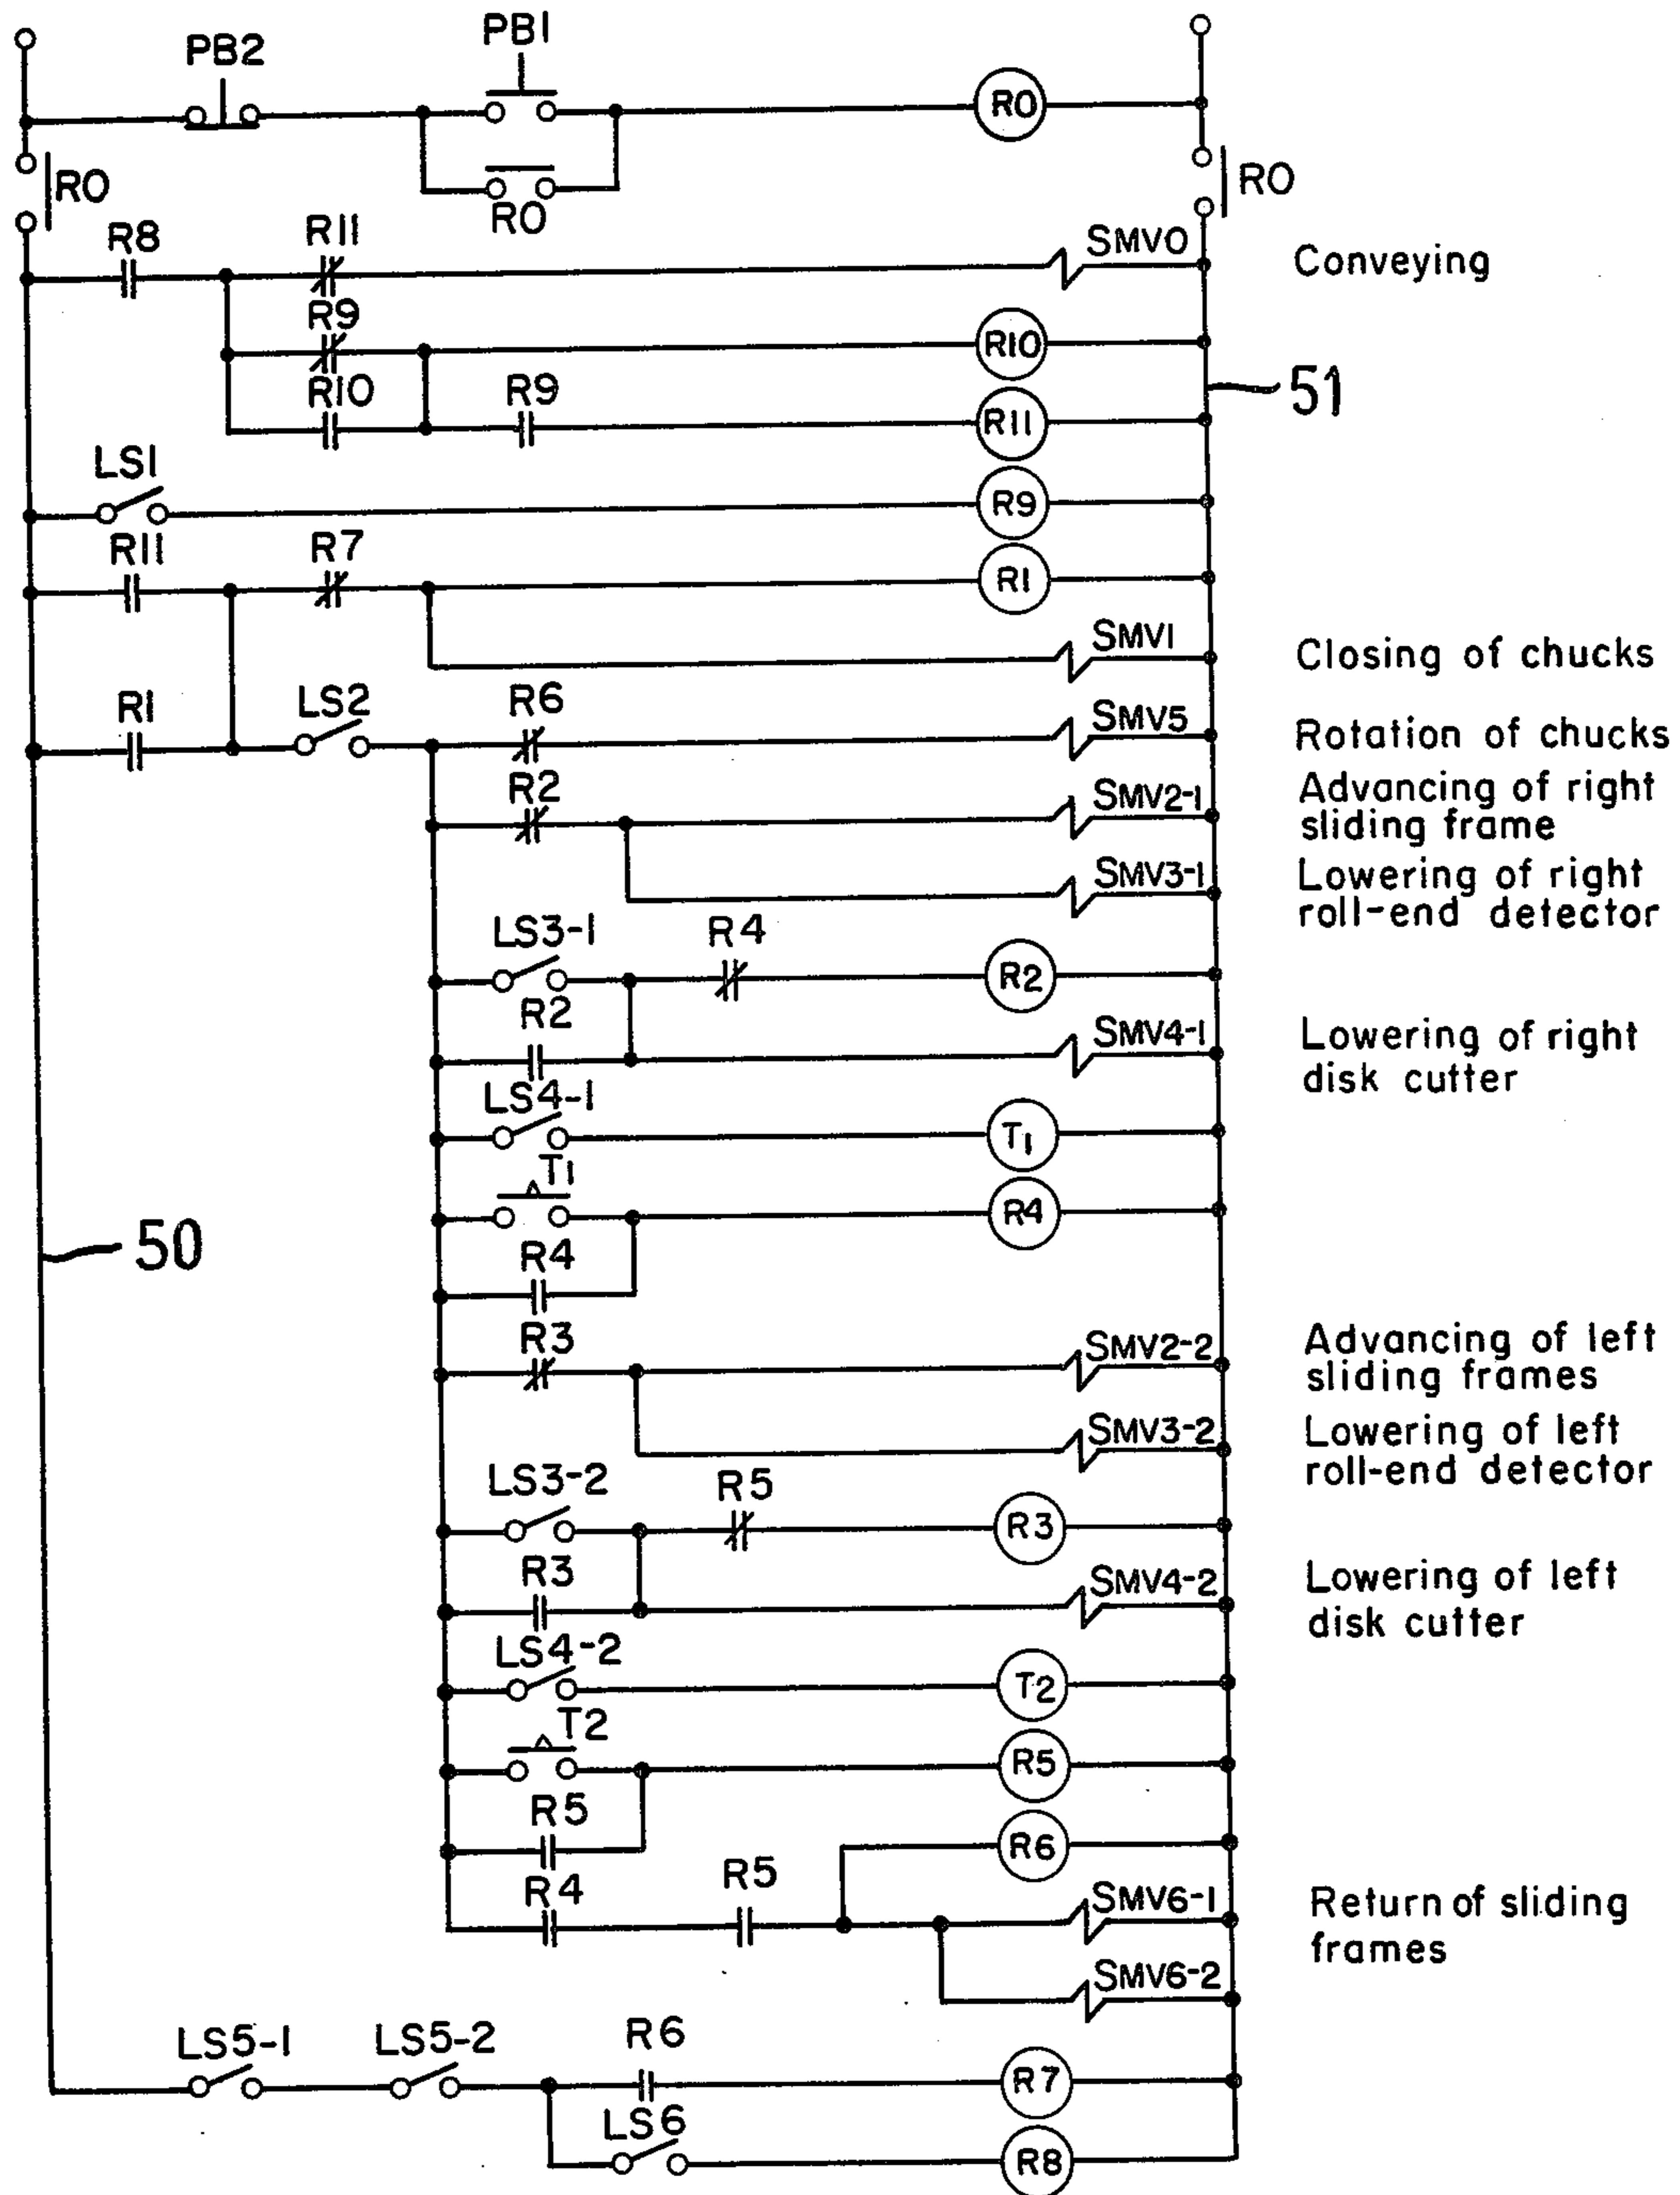 PB2
PB1
R0
R0
R0
R0
R8
R11
SMV0
Conveying
R9
R10
R10
R9
R11
51
LS1
R9
R11
R7
R1
SMV1
Closing of chucks
R1
LS2
R6
SMV5
Rotation of chucks
R2
SMV2-1
Advancing of right
sliding frame
SMV3-1
Lowering of right
roll-end detector
LS3-1
R4
R2
R2
SMV4-1
Lowering of right
disk cutter
LS4-1
T1
T1
R4
50
R4
R3
SMV2-2
Advancing of left
sliding frames
SMV3-2
Lowering of left
roll-end detector
LS3-2
R5
R3
R3
SMV4-2
Lowering of left
disk cutter
LS4-2
T2
T2
R5
R5
R6
R4
R5
SMV6-1
Return of sliding
frames
SMV6-2
LS5-1
LS5-2
R6
R7
LS6
R8